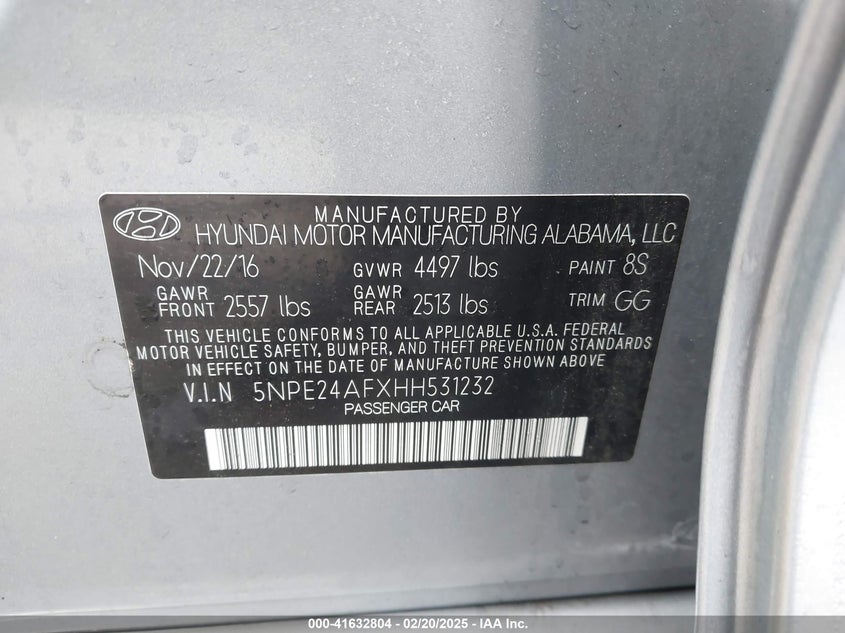 MANUFACTURED BY
HYUNDAI MOTOR MANUFACTURING ALABAMA, LLC
Nov/22/16 GVWR 4497 lbs PAINT 8S
GAWR FRONT 2557 lbs GAWR REAR 2513 lbs TRIM GG
THIS VEHICLE CONFORMS TO ALL APPLICABLE U.S.A. FEDERAL
MOTOR VEHICLE SAFETY, BUMPER, AND THEFT PREVENTION STANDARDS
IN EFFECT ON THE DATE OF MANUFACTURE SHOWN ABOVE
V.I.N 5NPE24AFXHH531232
PASSENGER CAR
000-41632804 - 02/20/2025 - IAA Inc.